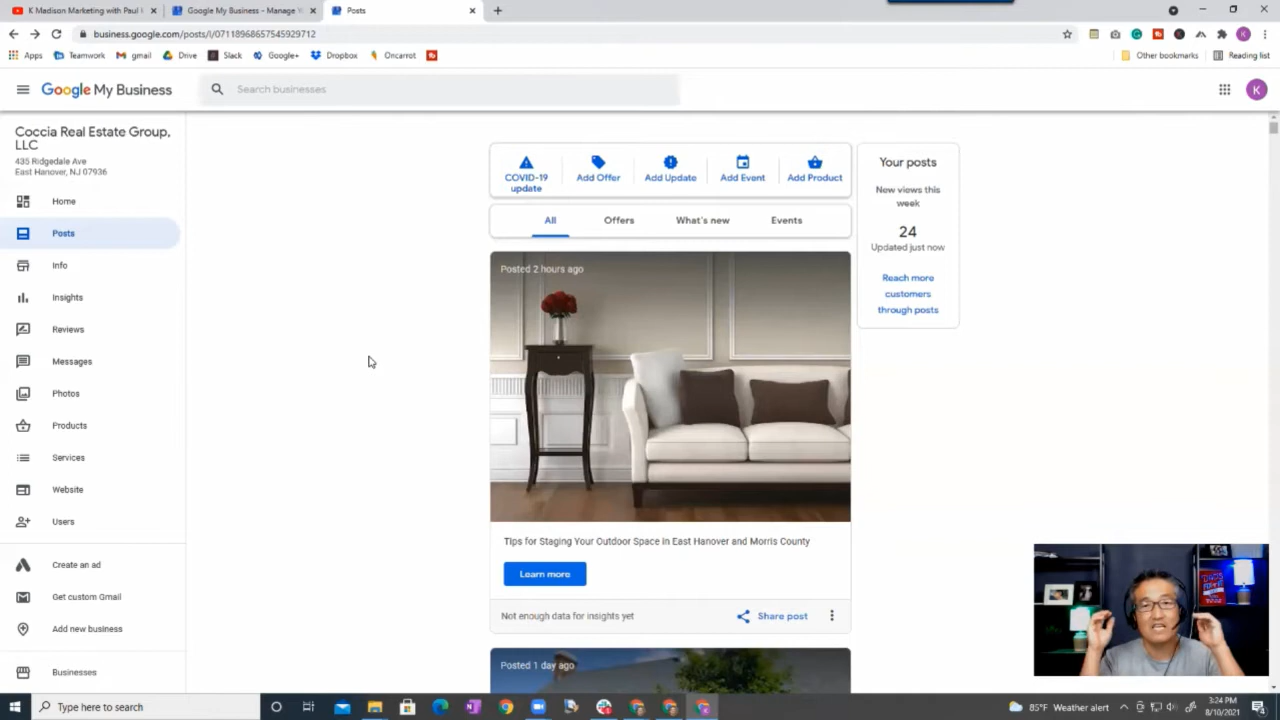 K Madison Marketing with Paul
Google My Business - Manage
Posts
business.google.com/posts/l/07118968657545929712
Apps
Teamwork
gmail
Drive
Slack
Google+
Dropbox
Oncarrot
Other bookmarks
Reading list
Google My Business
Search businesses
K
Coccia Real Estate Group,
LLC
435 Ridgedale Ave
East Hanover, NJ 07936
Home
Posts
Info
Insights
Reviews
Messages
Photos
Products
Services
Website
Users
Create an ad
Get custom Gmail
Add new business
Businesses
COVID-19
update
Add Offer
Add Update
Add Event
Add Product
All
Offers
What's new
Events
Posted 2 hours ago
Tips for Staging Your Outdoor Space in East Hanover and Morris County
Learn more
Not enough data for insights yet
Share post
Posted 1 day ago
Your posts
New views this
week
24
Updated just now
Reach more
customers
through posts
Type here to search
85°F Weather alert
3:24 PM
8/10/2021